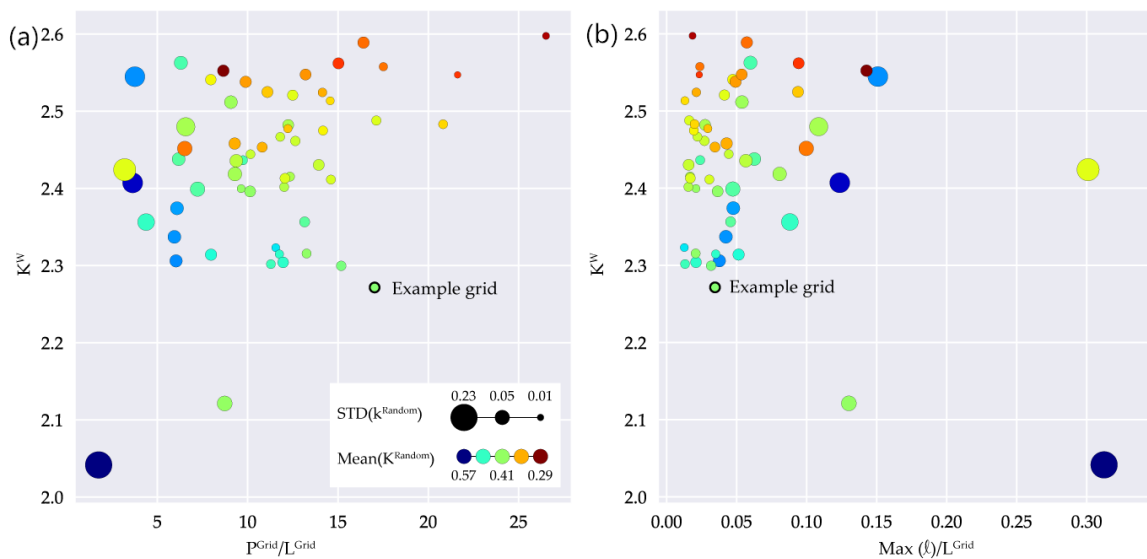 (a)
2.6
2.5
2.4
2.3
2.2
2.1
2.0
K^W
Example grid
0.23 0.05 0.01
STD(k^Random)
Mean(K^Random)
0.57 0.41 0.29
5 10 15 20 25
P^Grid/L^Grid
(b)
2.6
2.5
2.4
2.3
2.2
2.1
2.0
K^W
Example grid
0.00 0.05 0.10 0.15 0.20 0.25 0.30
Max (ℓ)/L^Grid